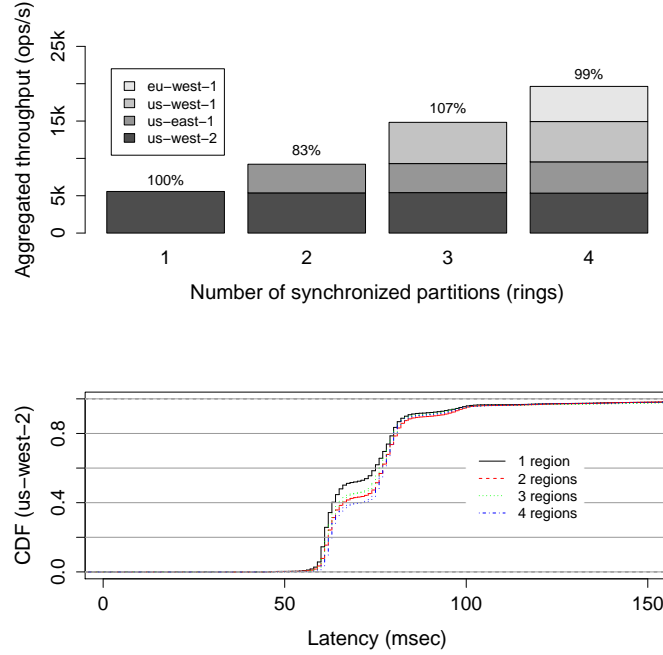 Aggregated throughput (ops/s)
25k
15k
5k
0
eu−west−1
us−west−1
us−east−1
us−west−2
100%
83%
107%
99%
1 2 3 4
Number of synchronized partitions (rings)
CDF (us−west−2)
0.8
0.4
0.0
1 region
2 regions
3 regions
4 regions
0 50 100 150
Latency (msec)